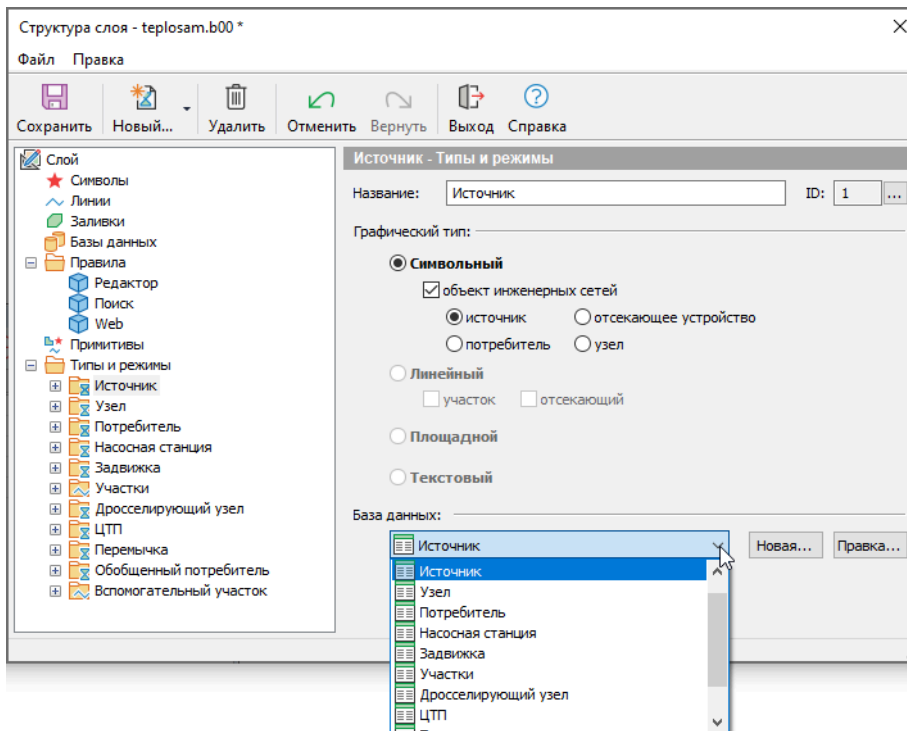 Структура слоя - teplosam.b00 *
Файл Правка
Сохранить Новый... Удалить Отменить Вернуть Выход Справка
Слой
Символы
Линии
Заливки
Базы данных
Правила
Редактор
Поиск
Web
Примитивы
Типы и режимы
Источник
Узел
Потребитель
Насосная станция
Задвижка
Участки
Дросселирующий узел
ЦТП
Перемычка
Обобщенный потребитель
Вспомогательный участок
Источник - Типы и режимы
Название: Источник ID: 1 ...
Графический тип:
Символьный
объект инженерных сетей
источник отсекающее устройство
потребитель узел
Линейный
участок отсекающий
Площадной
Текстовый
База данных:
Источник Новая... Правка...
Источник
Узел
Потребитель
Насосная станция
Задвижка
Участки
Дросселирующий узел
ЦТП